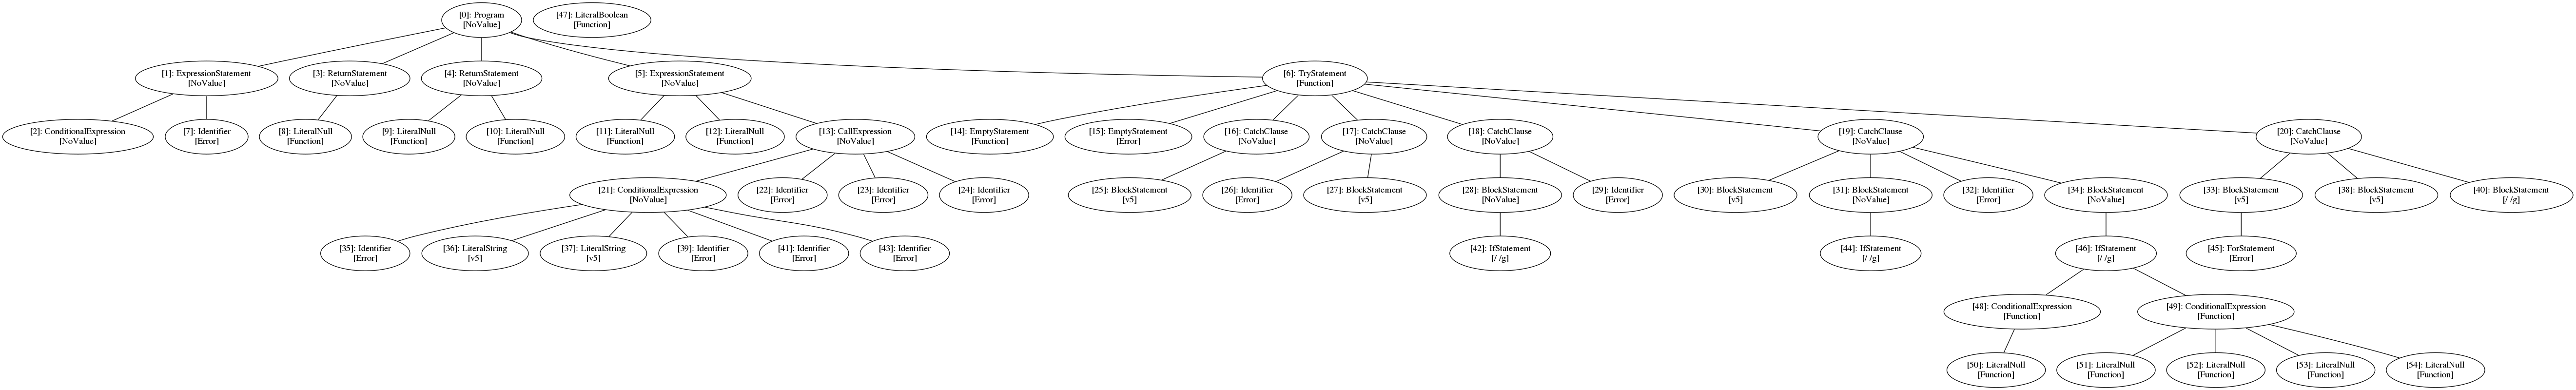 [0]: Program
[NoValue]
[47]: LiteralBoolean
[Function]
[1]: ExpressionStatement
[NoValue]
[3]: ReturnStatement
[NoValue]
[4]: ReturnStatement
[NoValue]
[5]: ExpressionStatement
[NoValue]
[6]: TryStatement
[Function]
[2]: ConditionalExpression
[NoValue]
[7]: Identifier
[Error]
[8]: LiteralNull
[Function]
[9]: LiteralNull
[Function]
[10]: LiteralNull
[Function]
[11]: LiteralNull
[Function]
[12]: LiteralNull
[Function]
[13]: CallExpression
[NoValue]
[14]: EmptyStatement
[Function]
[15]: EmptyStatement
[Error]
[16]: CatchClause
[NoValue]
[17]: CatchClause
[NoValue]
[18]: CatchClause
[NoValue]
[19]: CatchClause
[NoValue]
[20]: CatchClause
[NoValue]
[21]: ConditionalExpression
[NoValue]
[22]: Identifier
[Error]
[23]: Identifier
[Error]
[24]: Identifier
[Error]
[25]: BlockStatement
[v5]
[26]: Identifier
[Error]
[27]: BlockStatement
[v5]
[28]: BlockStatement
[NoValue]
[29]: Identifier
[Error]
[30]: BlockStatement
[v5]
[31]: BlockStatement
[NoValue]
[32]: Identifier
[Error]
[34]: BlockStatement
[NoValue]
[33]: BlockStatement
[v5]
[38]: BlockStatement
[v5]
[40]: BlockStatement
[/ /g]
[35]: Identifier
[Error]
[36]: LiteralString
[v5]
[37]: LiteralString
[v5]
[39]: Identifier
[Error]
[41]: Identifier
[Error]
[43]: Identifier
[Error]
[42]: IfStatement
[/ /g]
[44]: IfStatement
[/ /g]
[46]: IfStatement
[/ /g]
[45]: ForStatement
[Error]
[48]: ConditionalExpression
[Function]
[49]: ConditionalExpression
[Function]
[50]: LiteralNull
[Function]
[51]: LiteralNull
[Function]
[52]: LiteralNull
[Function]
[53]: LiteralNull
[Function]
[54]: LiteralNull
[Function]